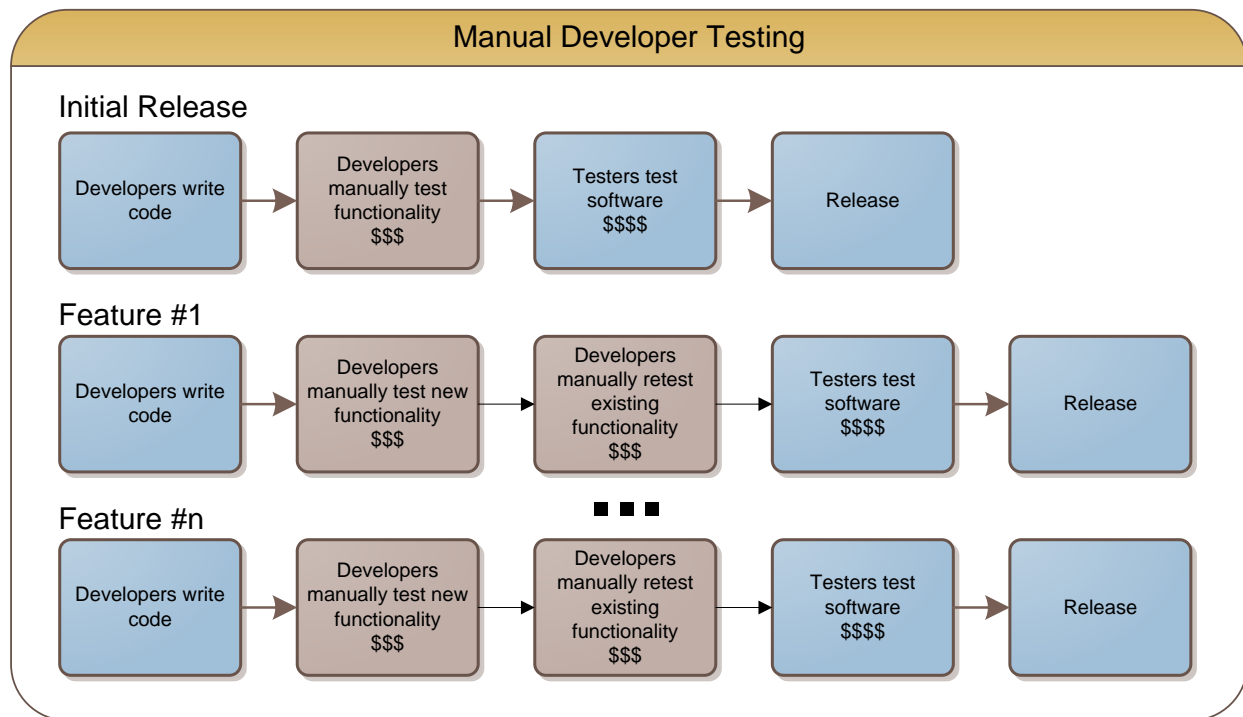 Manual Developer Testing
Initial Release
Developers write
code
Developers
manually test
functionality
$$$
Testers test
software
$$$$
Release
Feature #1
Developers write
code
Developers
manually test new
functionality
$$$
Developers
manually retest
existing
functionality
$$$
Testers test
software
$$$$
Release
Feature #n
Developers write
code
Developers
manually test new
functionality
$$$
Developers
manually retest
existing
functionality
$$$
Testers test
software
$$$$
Release